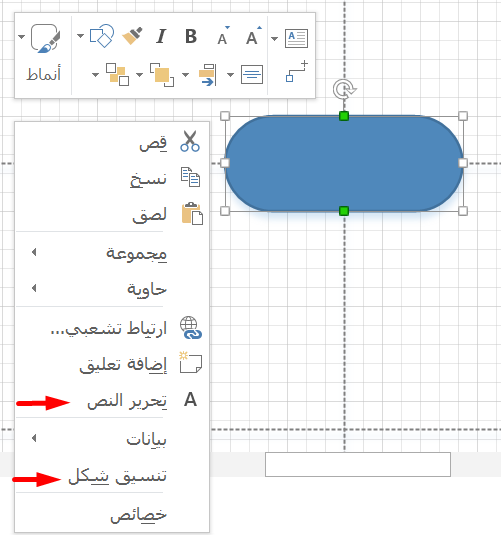 I B A A
أنماط
قص
نسخ
لصق
مجموعة
حاوية
ارتباط تشعبي...
إضافة تعليق
A تحرير النص
بيانات
تنسيق شكل
خصائص